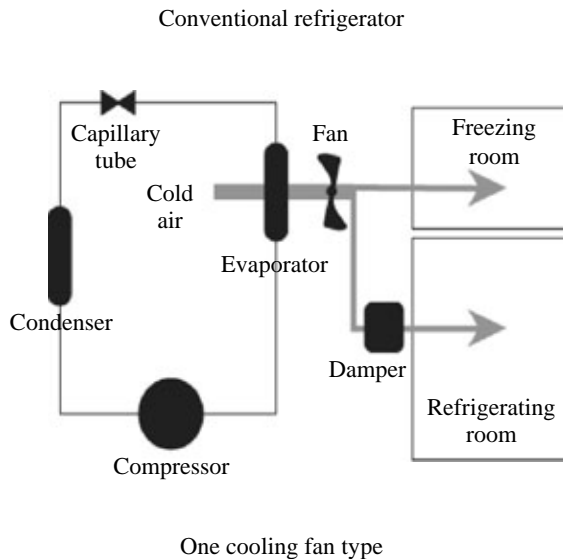 Conventional refrigerator
Capillary
tube
Fan
Freezing
room
Cold
air
Evaporator
Condenser
Damper
Refrigerating
room
Compressor
One cooling fan type